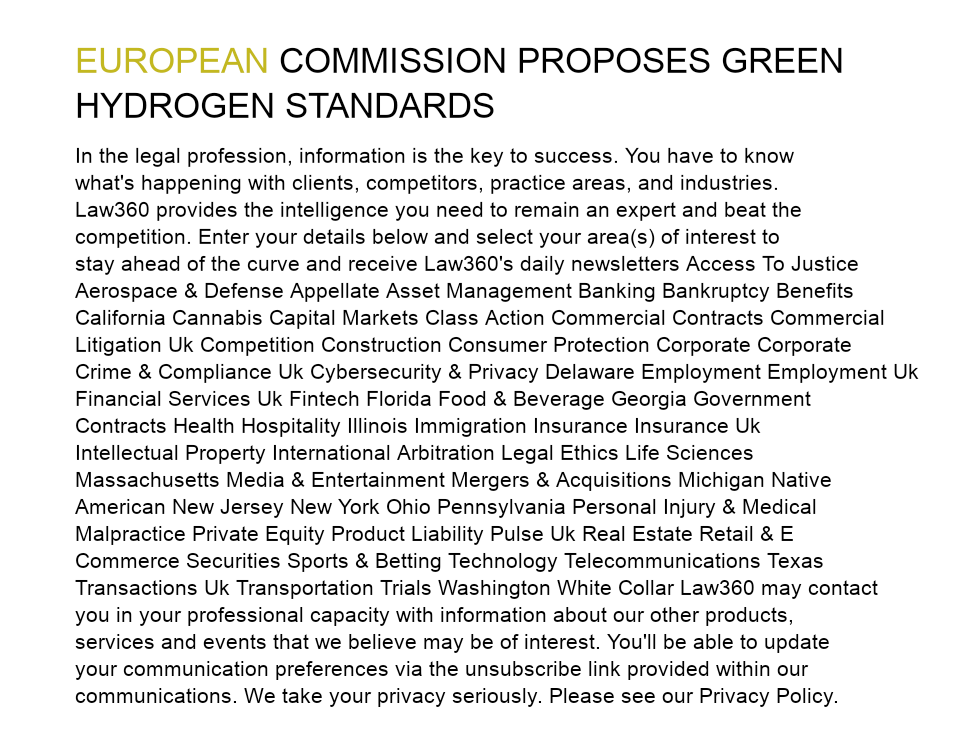 EUROPEAN COMMISSION PROPOSES GREEN
HYDROGEN STANDARDS
In the legal profession, information is the key to success. You have to know
what's happening with clients, competitors, practice areas, and industries.
Law360 provides the intelligence you need to remain an expert and beat the
competition. Enter your details below and select your area(s) of interest to
stay ahead of the curve and receive Law360's daily newsletters Access To Justice
Aerospace & Defense Appellate Asset Management Banking Bankruptcy Benefits
California Cannabis Capital Markets Class Action Commercial Contracts Commercial
Litigation Uk Competition Construction Consumer Protection Corporate Corporate
Crime & Compliance Uk Cybersecurity & Privacy Delaware Employment Employment Uk
Financial Services Uk Fintech Florida Food & Beverage Georgia Government
Contracts Health Hospitality Illinois Immigration Insurance Insurance Uk
Intellectual Property International Arbitration Legal Ethics Life Sciences
Massachusetts Media & Entertainment Mergers & Acquisitions Michigan Native
American New Jersey New York Ohio Pennsylvania Personal Injury & Medical
Malpractice Private Equity Product Liability Pulse Uk Real Estate Retail & E
Commerce Securities Sports & Betting Technology Telecommunications Texas
Transactions Uk Transportation Trials Washington White Collar Law360 may contact
you in your professional capacity with information about our other products,
services and events that we believe may be of interest. You'll be able to update
your communication preferences via the unsubscribe link provided within our
communications. We take your privacy seriously. Please see our Privacy Policy.